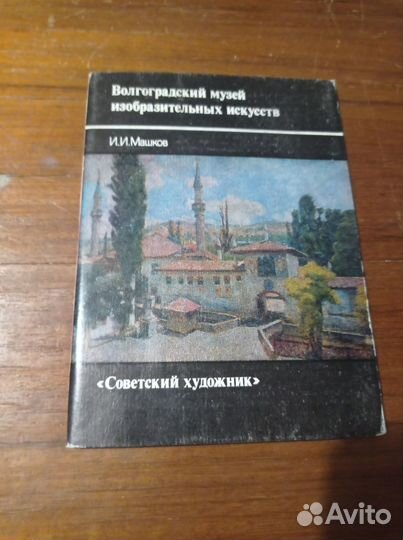 Волгоградский музей
изобразительных искусств
И.И.Машков
«Советский художник»
Avito